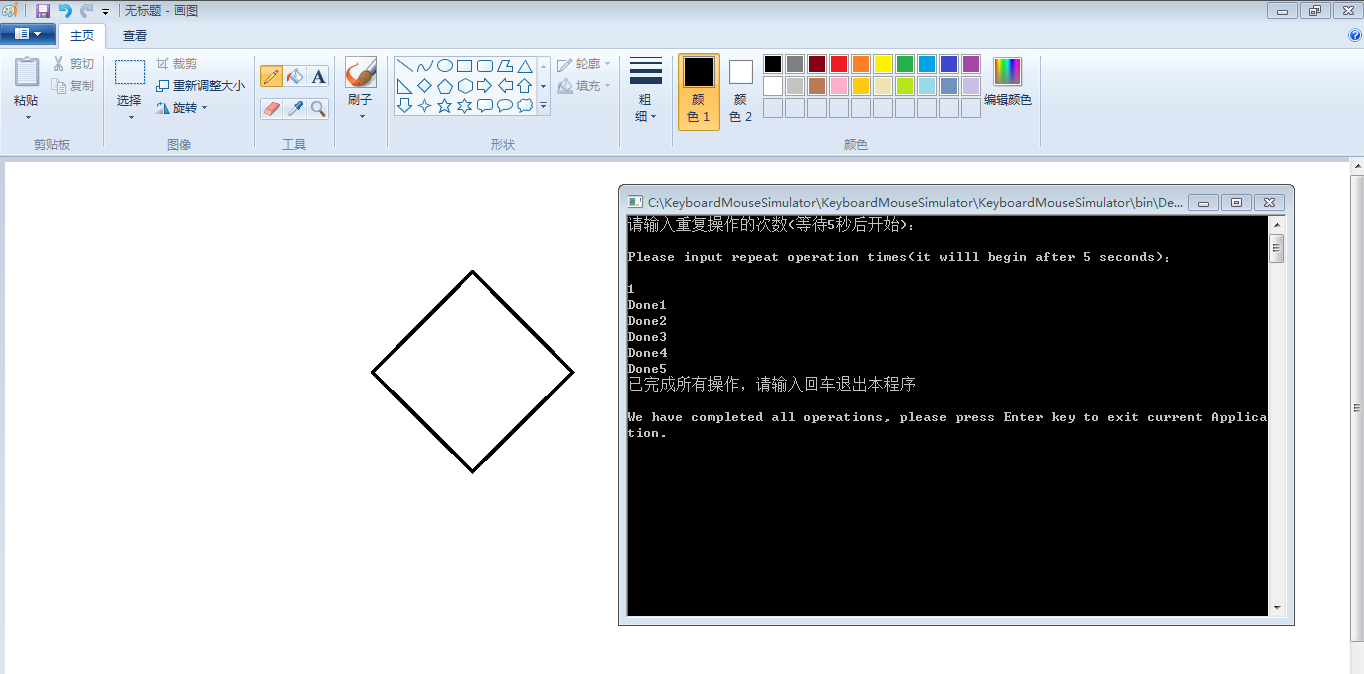 无标题 - 画图
主页
查看
粘贴
剪切
复制
剪贴板
选择
裁剪
重新调整大小
旋转
图像
A
工具
刷子
轮廓
填充
形状
粗
细
颜
色 1
颜
色 2
编辑颜色
颜色
C:\KeyboardMouseSimulator\KeyboardMouseSimulator\KeyboardMouseSimulator\bin\De...
请输入重复操作的次数(等待5秒后开始):
Please input repeat operation times(it willl begin after 5 seconds):
1
Done1
Done2
Done3
Done4
Done5
已完成所有操作, 请输入回车退出本程序
We have completed all operations, please press Enter key to exit current Applica
tion.